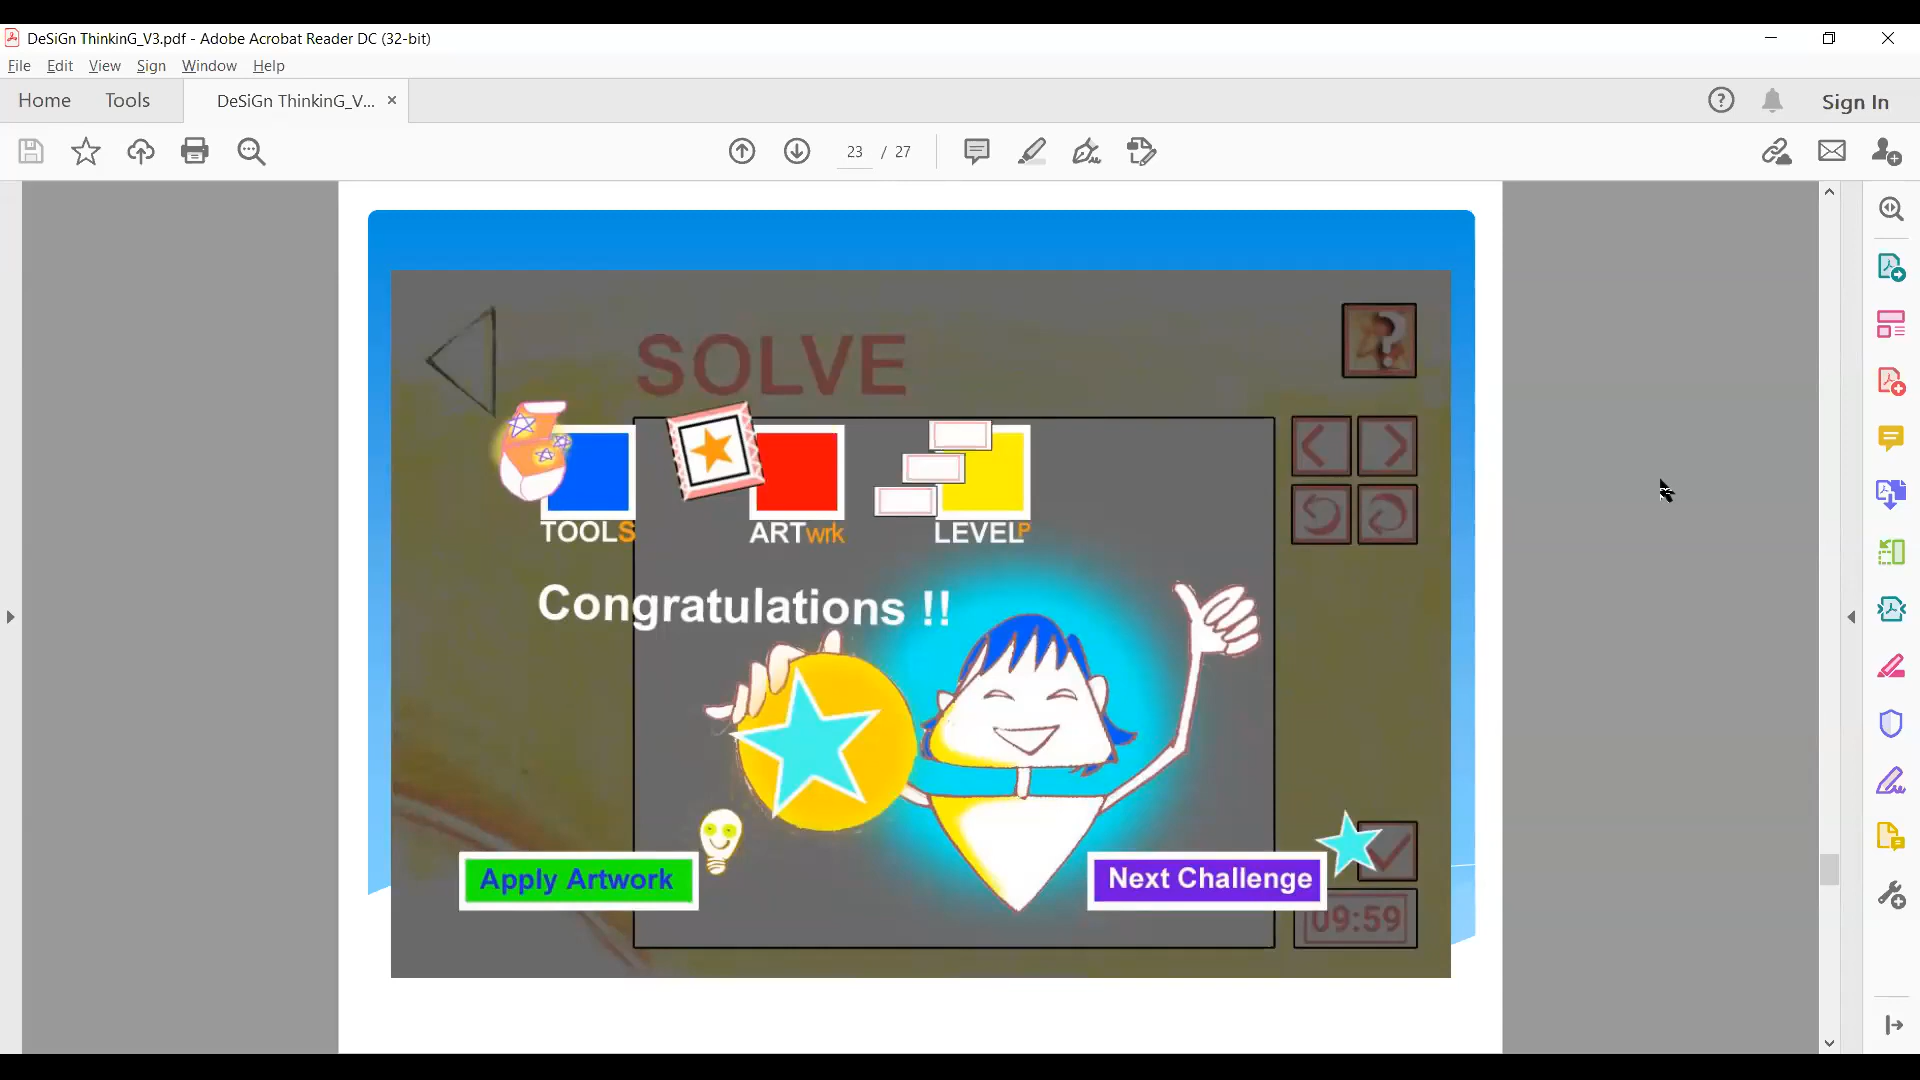 DeSiGn ThinkinG_V3.pdf - Adobe Acrobat Reader DC (32-bit)
File Edit View Sign Window Help
Home Tools DeSiGn ThinkinG_V... × Sign In
23 / 27
SOLVE
?
TOOLS ARTwrk LEVELP
Congratulations !!
Apply Artwork
Next Challenge
09:59